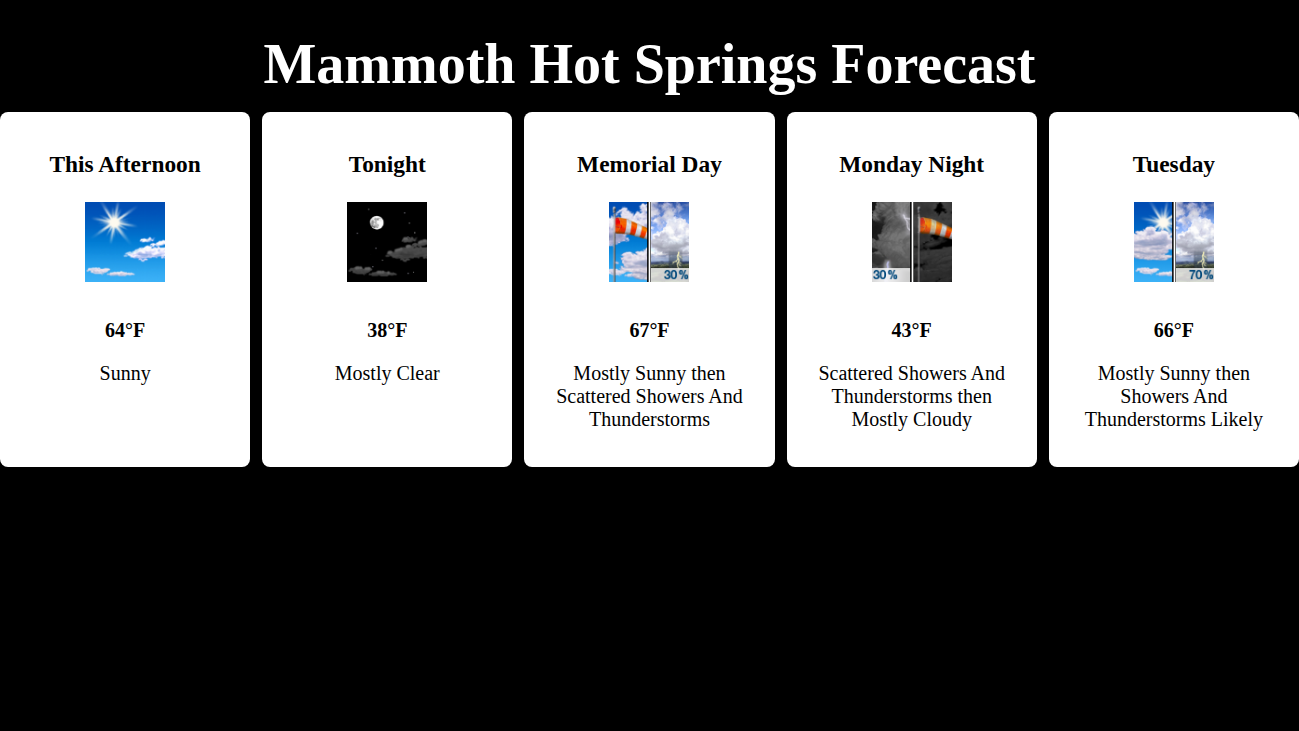 Mammoth Hot Springs Forecast
This Afternoon
64°F
Sunny
Tonight
38°F
Mostly Clear
Memorial Day
30%
67°F
Mostly Sunny then
Scattered Showers And
Thunderstorms
Monday Night
30%
43°F
Scattered Showers And
Thunderstorms then
Mostly Cloudy
Tuesday
70%
66°F
Mostly Sunny then
Showers And
Thunderstorms Likely